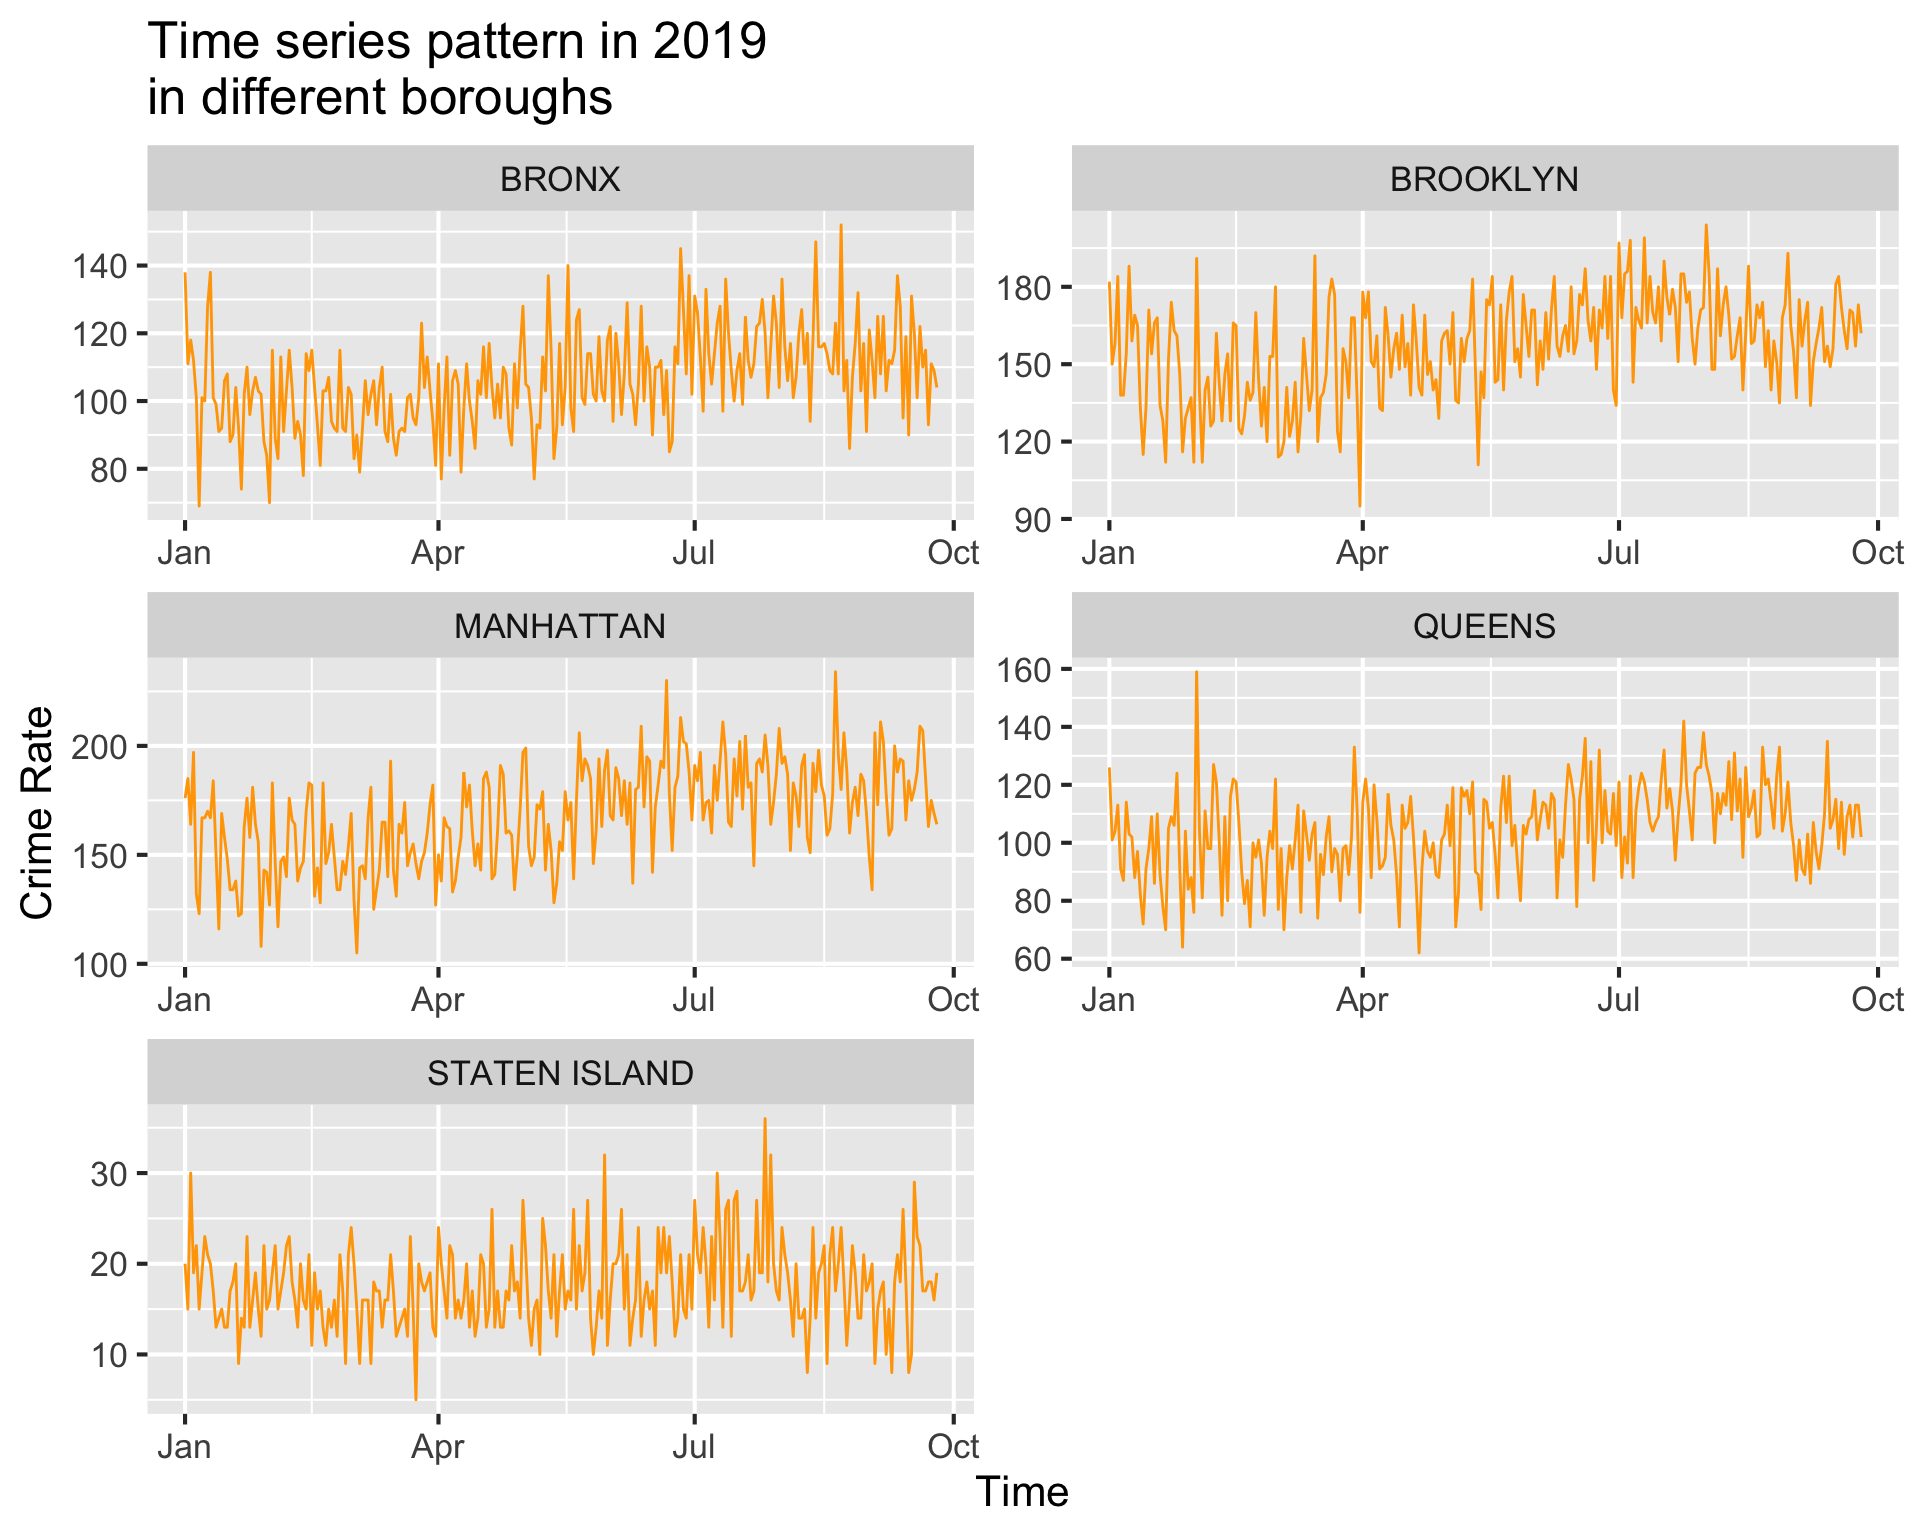 Time series pattern in 2019
in different boroughs
BRONX
BROOKLYN
140
120
100
80
180
150
120
90
Jan Apr Jul Oct
Jan Apr Jul Oct
MANHATTAN
QUEENS
200
150
100
160
140
120
100
80
60
Jan Apr Jul Oct
Jan Apr Jul Oct
Crime Rate
STATEN ISLAND
30
20
10
Jan Apr Jul Oct
Time